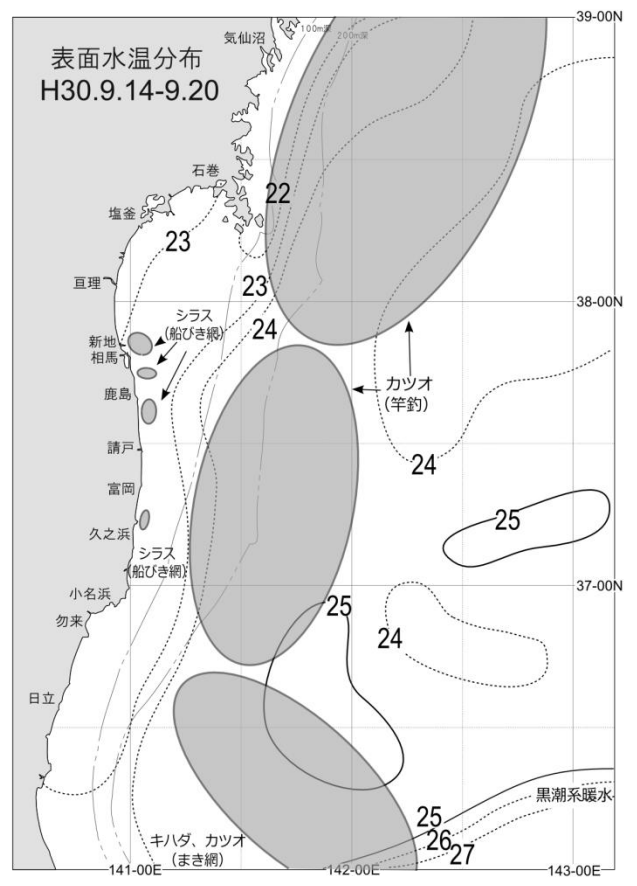 39-00N
100m深
200m深
気仙沼
表面水温分布
H30.9.14-9.20
石巻
22
塩釜
23
亘理
23
38-00N
シラス
(船びき網)
24
新地
相馬
カツオ
(竿釣)
鹿島
24
請戸
富岡
25
久之浜
シラス
(船びき網)
37-00N
小名浜
25
勿来
24
日立
黒潮系暖水
25
キハダ、カツオ
(まき網)
26
27
141-00E
142-00E
143-00E